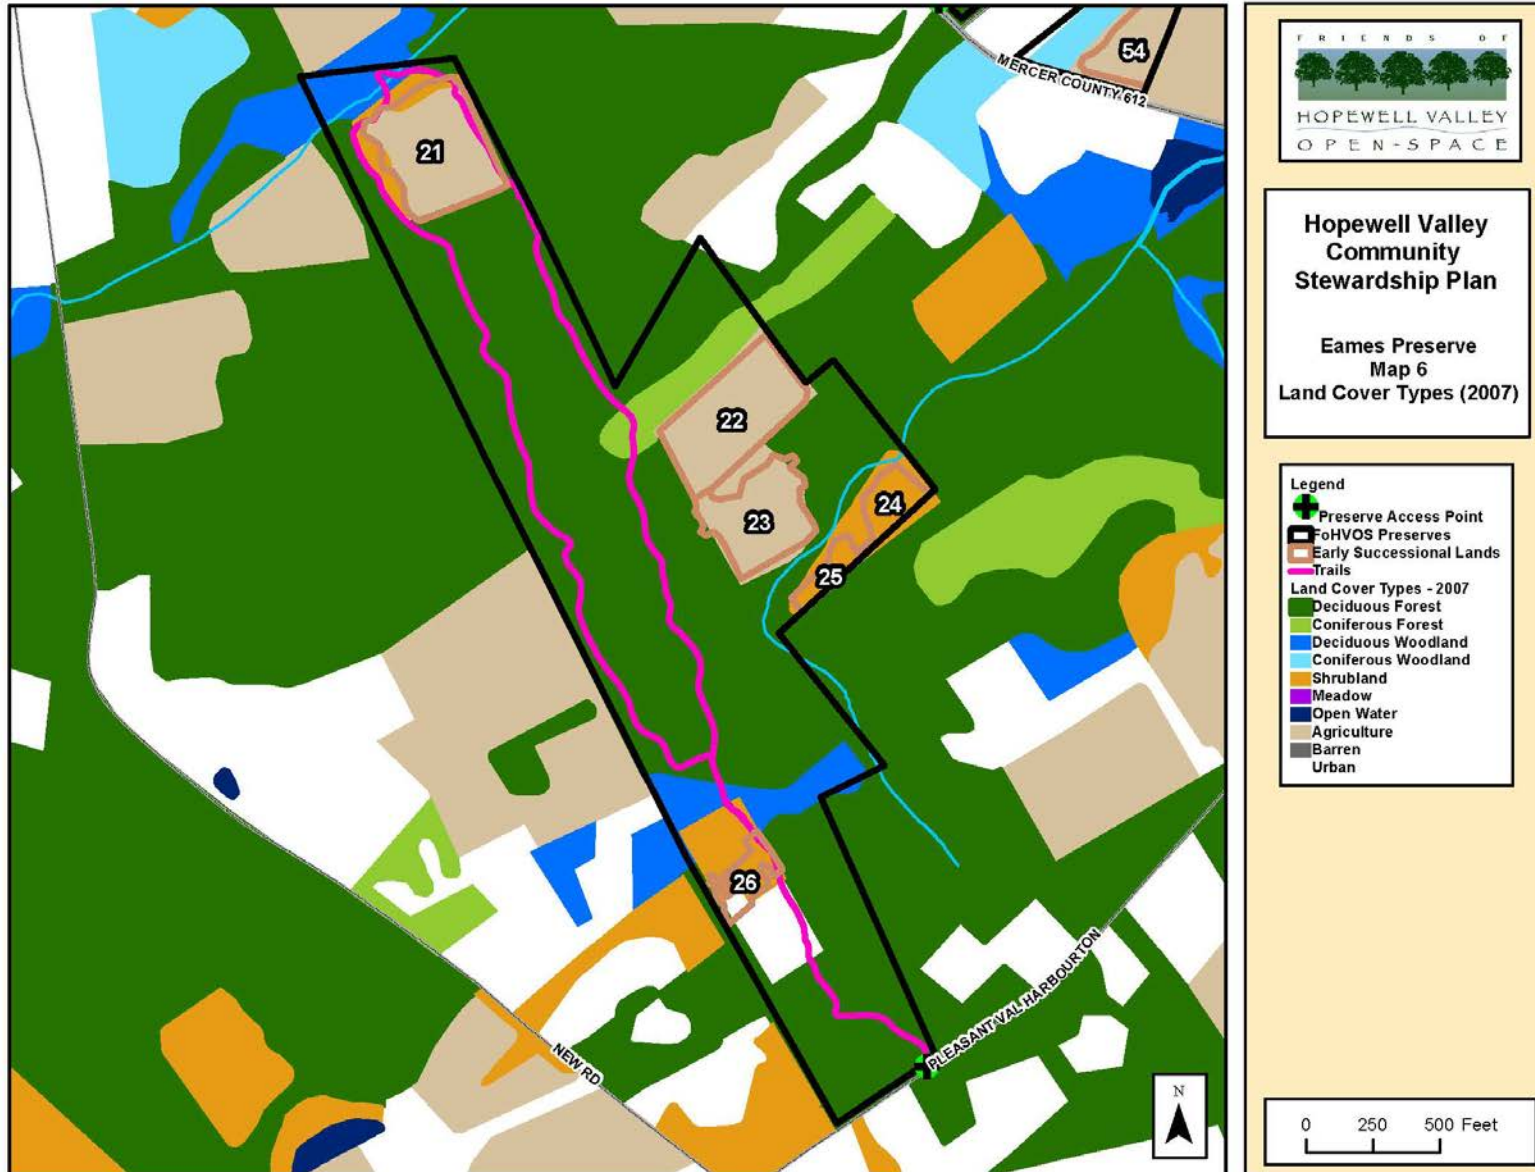 21
22
23
24
25
26
54
MERCER COUNTY 612
NEW RD
PLEASANT VAL HARBOURTON
N
FRIENDS OF
HOPEWELL VALLEY
OPEN-SPACE
Hopewell Valley
Community
Stewardship Plan
Eames Preserve
Map 6
Land Cover Types (2007)
Legend
Preserve Access Point
FoHVOS Preserves
Early Successional Lands
Trails
Land Cover Types - 2007
Deciduous Forest
Coniferous Forest
Deciduous Woodland
Coniferous Woodland
Shrubland
Meadow
Open Water
Agriculture
Barren
Urban
0 250 500 Feet